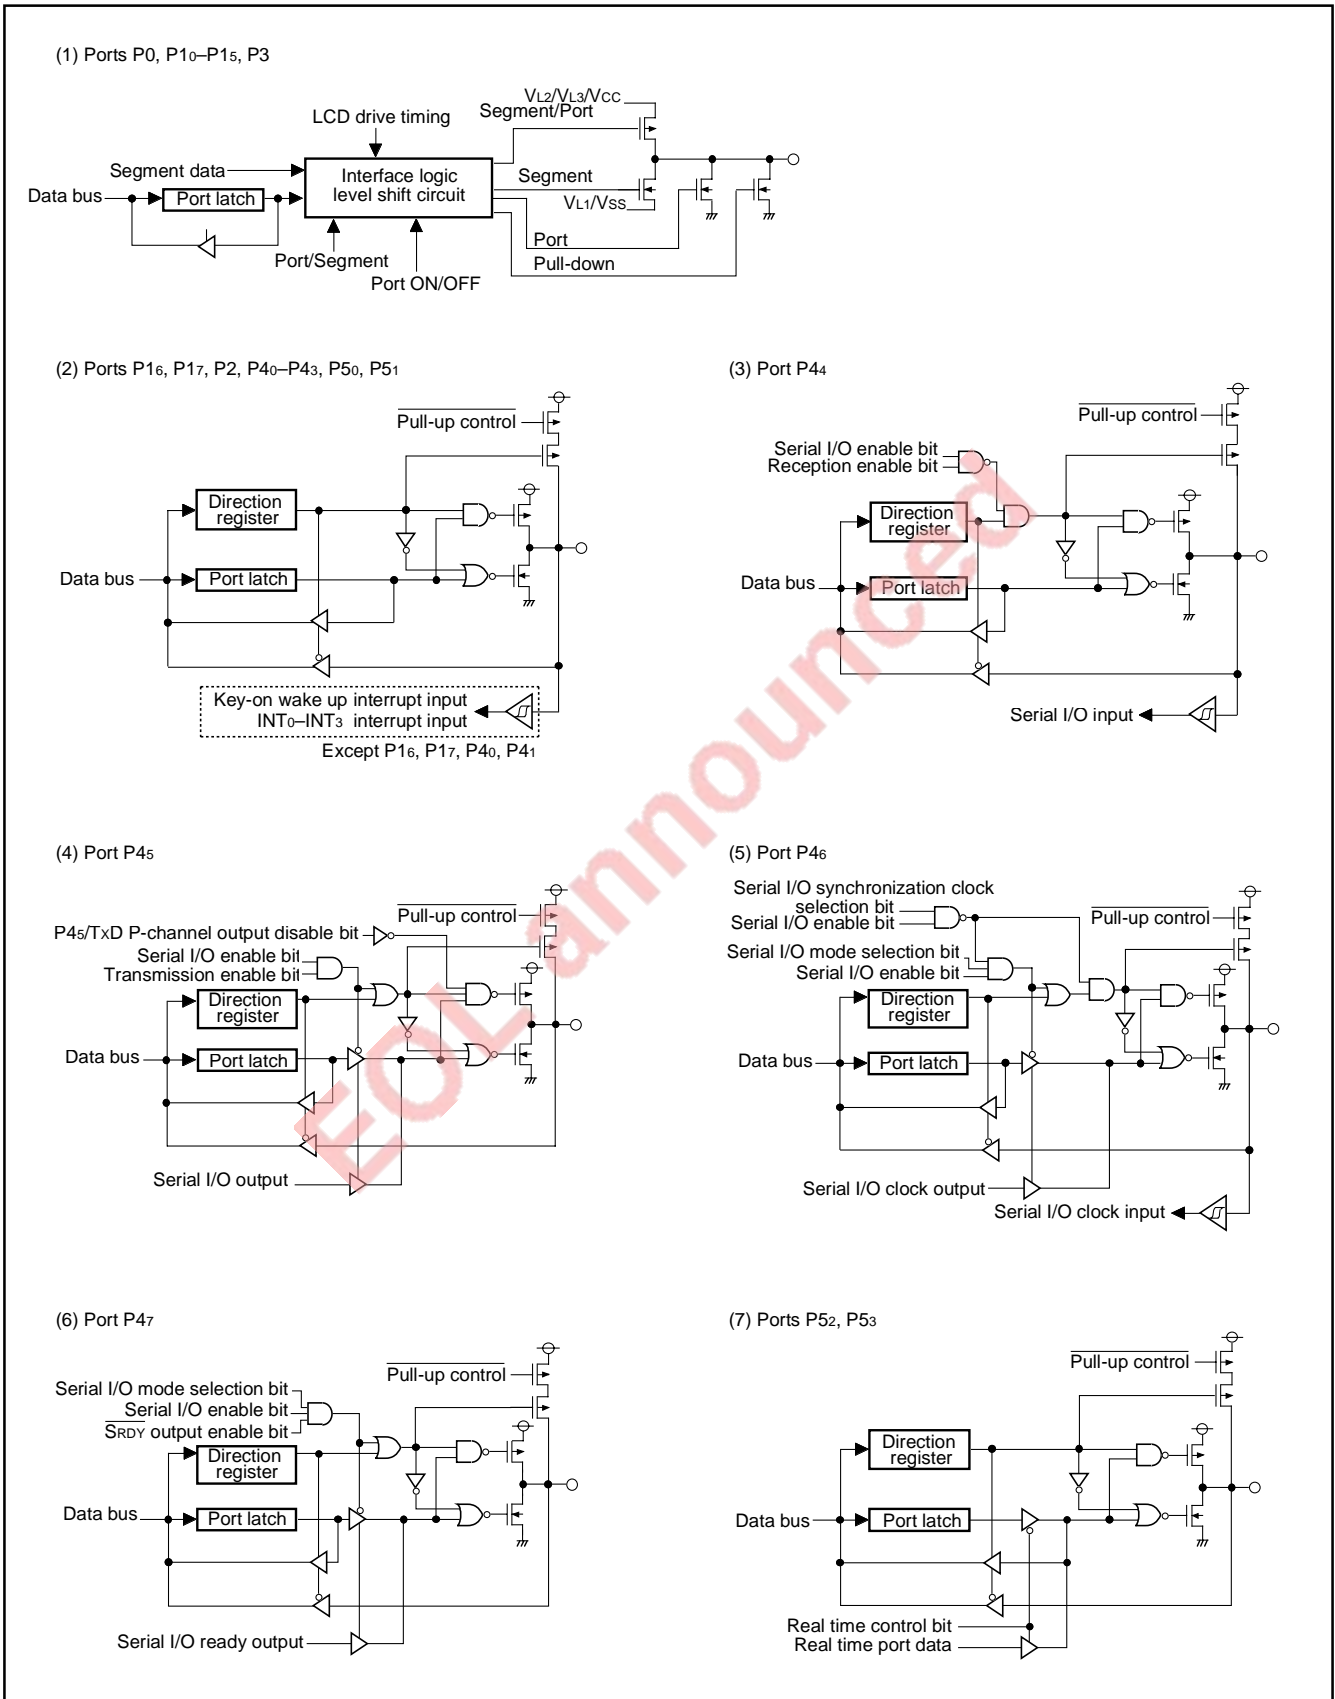 (1) Ports P0, P10–P15, P3
VL2/VL3/VCC
Segment/Port
LCD drive timing
Segment data
Interface logic
level shift circuit
Segment
Data bus
Port latch
VL1/VSS
Port
Port/Segment
Pull-down
Port ON/OFF
(2) Ports P16, P17, P2, P40–P43, P50, P51
Pull-up control
Direction
register
Data bus
Port latch
Key-on wake up interrupt input
INT0–INT3 interrupt input
Except P16, P17, P40, P41
(3) Port P44
Pull-up control
Serial I/O enable bit
Reception enable bit
Direction
register
Data bus
Port latch
Serial I/O input
(4) Port P45
Pull-up control
P45/TxD P-channel output disable bit
Serial I/O enable bit
Transmission enable bit
Direction
register
Data bus
Port latch
Serial I/O output
(5) Port P46
Serial I/O synchronization clock
selection bit
Serial I/O enable bit
Pull-up control
Serial I/O mode selection bit
Serial I/O enable bit
Direction
register
Data bus
Port latch
Serial I/O clock output
Serial I/O clock input
(6) Port P47
Pull-up control
Serial I/O mode selection bit
Serial I/O enable bit
SRDY output enable bit
Direction
register
Data bus
Port latch
Serial I/O ready output
(7) Ports P52, P53
Pull-up control
Direction
register
Data bus
Port latch
Real time control bit
Real time port data
EOL announced